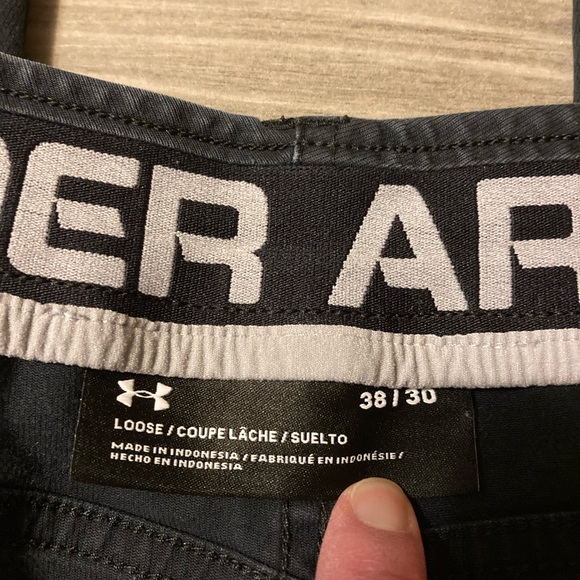 DER AR
38 / 30
LOOSE / COUPE LÂCHE / SUELTO
MADE IN INDONESIA / FABRIQUÉ EN INDONÉSIE /
HECHO EN INDONESIA